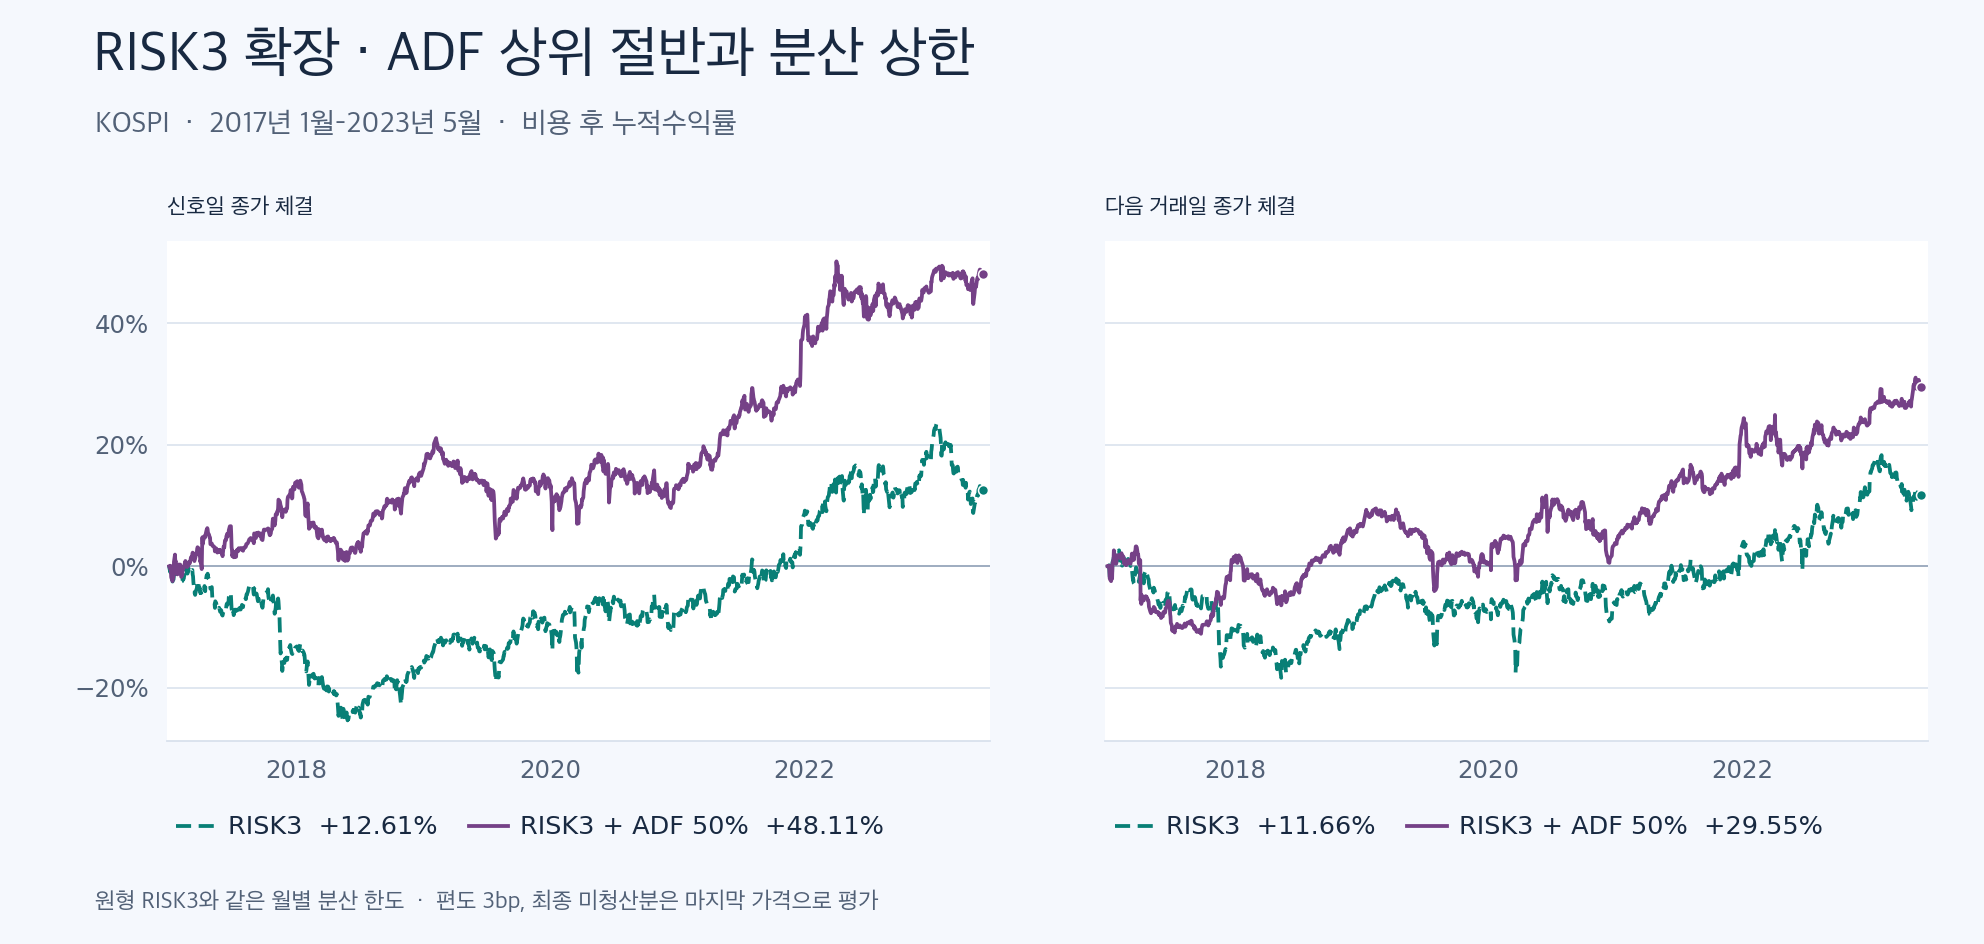 RISK3 확장 · ADF 상위 절반과 분산 상한
KOSPI · 2017년 1월-2023년 5월 · 비용 후 누적수익률
신호일 종가 체결
40%
20%
0%
−20%
2018 2020 2022
RISK3 +12.61% RISK3 + ADF 50% +48.11%
다음 거래일 종가 체결
2018 2020 2022
RISK3 +11.66% RISK3 + ADF 50% +29.55%
원형 RISK3와 같은 월별 분산 한도 · 편도 3bp, 최종 미청산분은 마지막 가격으로 평가